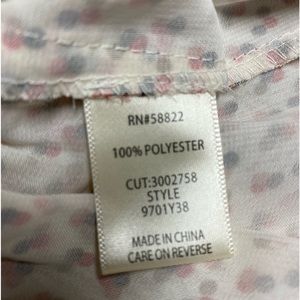 RN#58822
100% POLYESTER
CUT:3002758
STYLE
9701Y38
MADE IN CHINA
CARE ON REVERSE